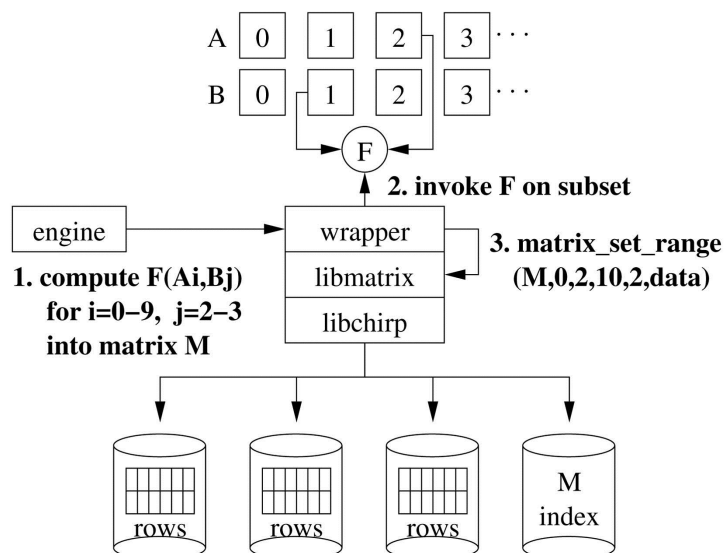 A 0 1 2 3 · · ·
B 0 1 2 3 · · ·
F
2. invoke F on subset
engine
wrapper
3. matrix_set_range
(M,0,2,10,2,data)
libmatrix
libchirp
1. compute F(Ai,Bj)
for i=0−9, j=2−3
into matrix M
rows
rows
rows
M
index